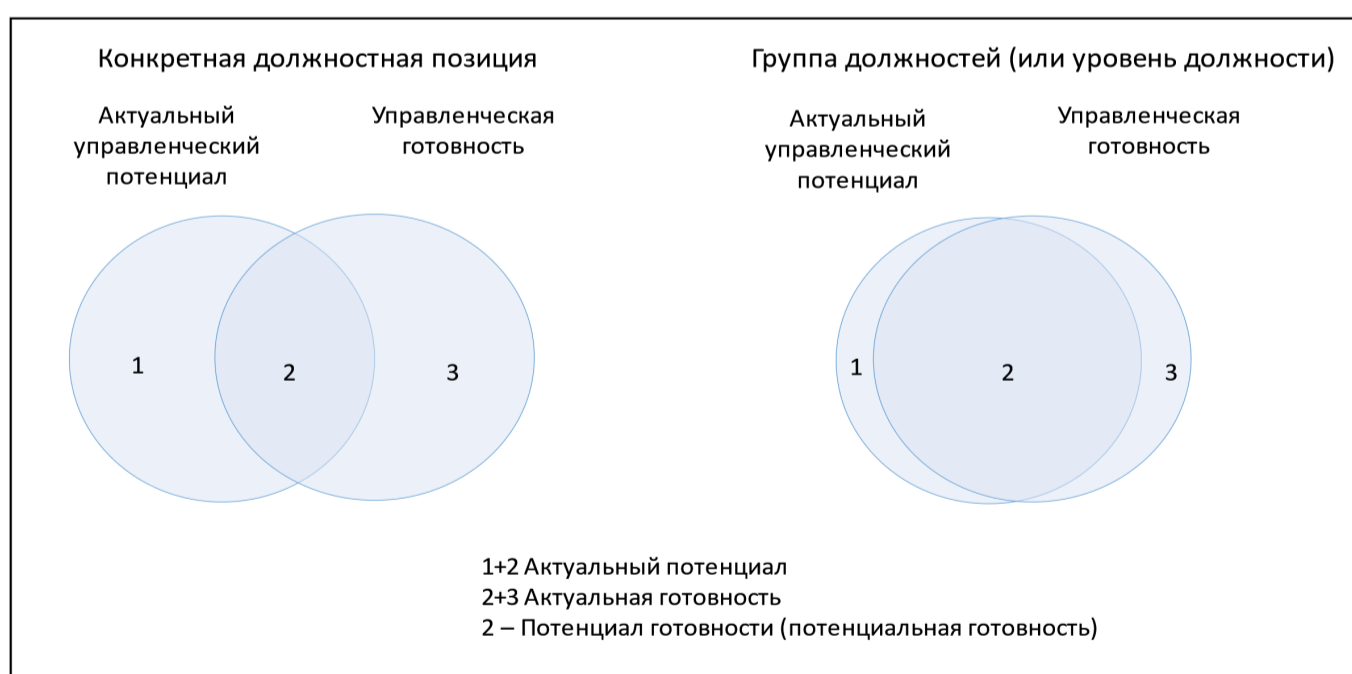 Конкретная должностная позиция
Актуальный
управленческий
потенциал
Управленческая
готовность
1
2
3
Группа должностей (или уровень должности)
Актуальный
управленческий
потенциал
Управленческая
готовность
1
2
3
1+2 Актуальный потенциал
2+3 Актуальная готовность
2 – Потенциал готовности (потенциальная готовность)